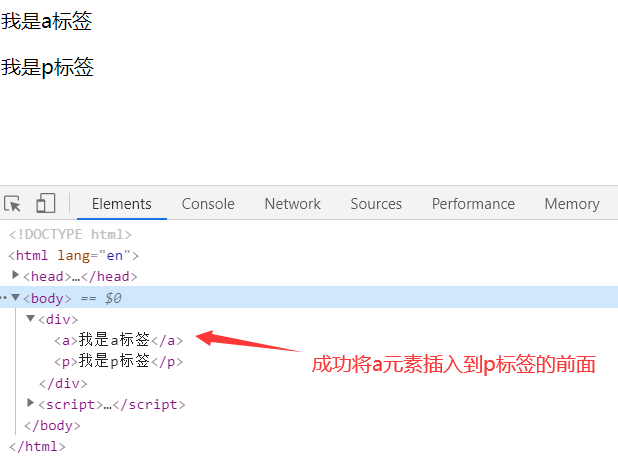 我是a标签
我是p标签
Elements Console Network Sources Performance Memory
<!DOCTYPE html>
<html lang="en">
<head>…</head>
<body> == $0
<div>
<a>我是a标签</a>
<p>我是p标签</p>
成功将a元素插入到p标签的前面
</div>
<script>…</script>
</body>
</html>